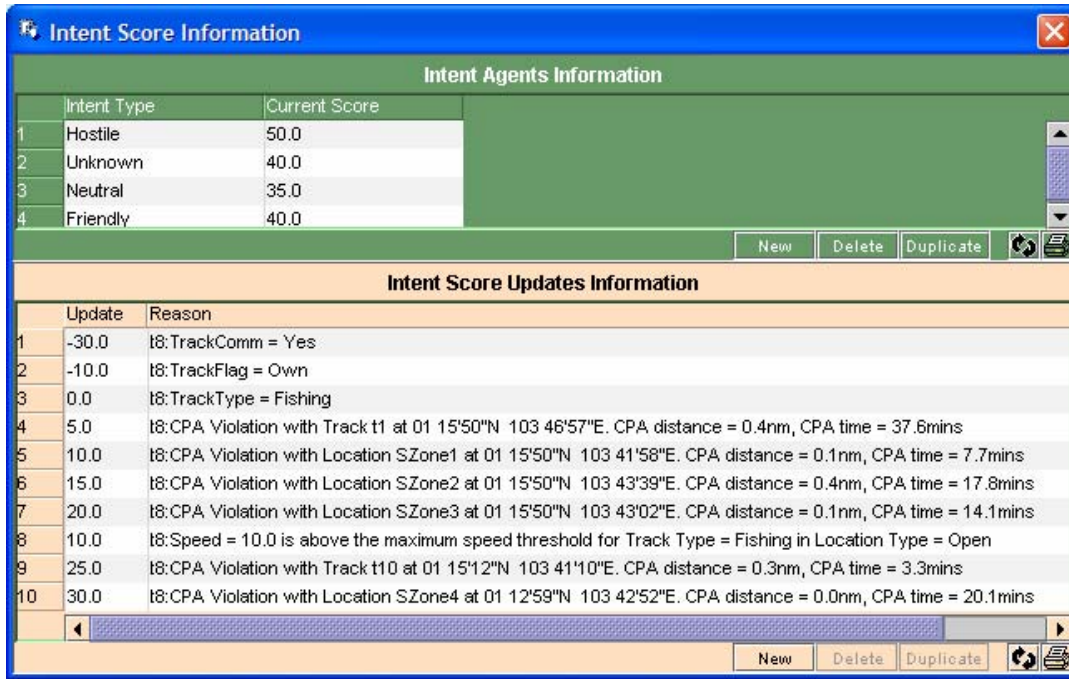 Intent Score Information
Intent Agents Information
Intent Type Current Score
1 Hostile 50.0
2 Unknown 40.0
3 Neutral 35.0
4 Friendly 40.0
New Delete Duplicate
Intent Score Updates Information
Update Reason
1 -30.0 t8:TrackComm = Yes
2 -10.0 t8:TrackFlag = Own
3 0.0 t8:TrackType = Fishing
4 5.0 t8:CPA Violation with Track t1 at 01 15'50"N 103 46'57"E. CPA distance = 0.4nm, CPA time = 37.6mins
5 10.0 t8:CPA Violation with Location SZone1 at 01 15'50"N 103 41'58"E. CPA distance = 0.1nm, CPA time = 7.7mins
6 15.0 t8:CPA Violation with Location SZone2 at 01 15'50"N 103 43'39"E. CPA distance = 0.4nm, CPA time = 17.8mins
7 20.0 t8:CPA Violation with Location SZone3 at 01 15'50"N 103 43'02"E. CPA distance = 0.1nm, CPA time = 14.1mins
8 10.0 t8:Speed = 10.0 is above the maximum speed threshold for Track Type = Fishing in Location Type = Open
9 25.0 t8:CPA Violation with Track t10 at 01 15'12"N 103 41'10"E. CPA distance = 0.3nm, CPA time = 3.3mins
10 30.0 t8:CPA Violation with Location SZone4 at 01 12'59"N 103 42'52"E. CPA distance = 0.0nm, CPA time = 20.1mins
New Delete Duplicate